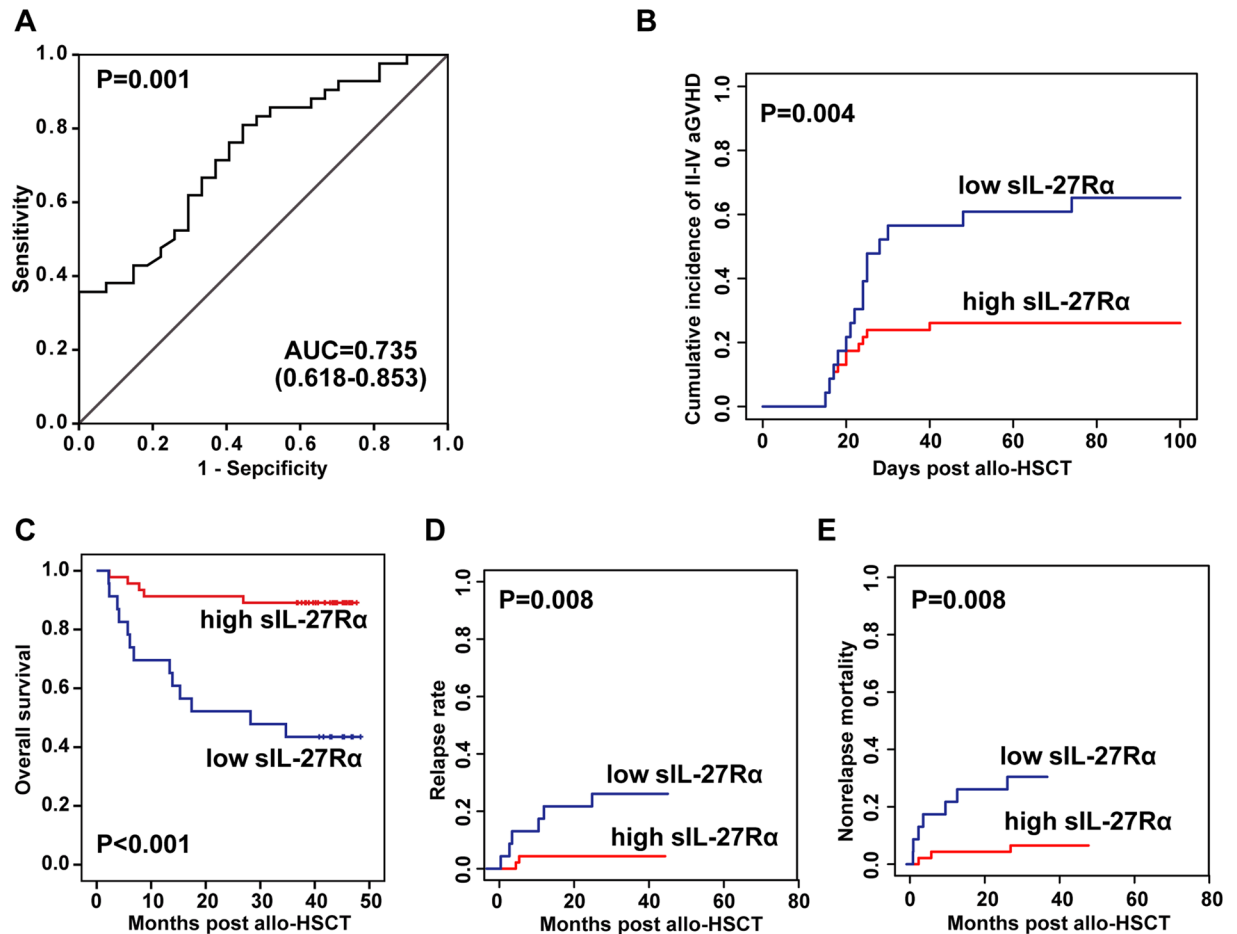 A
P=0.001
1.0
0.8
0.6
0.4
0.2
0.0
Sensitivity
AUC=0.735
(0.618-0.853)
0.0 0.2 0.4 0.6 0.8 1.0
1 - Sepcificity
B
P=0.004
1.0
0.8
0.6
0.4
0.2
0.0
Cumulative incidence of II-IV aGVHD
low sIL-27Rα
high sIL-27Rα
0 20 40 60 80 100
Days post allo-HSCT
C
1.0
0.8
0.6
0.4
0.2
0.0
Overall survival
high sIL-27Rα
low sIL-27Rα
P<0.001
0 10 20 30 40 50
Months post allo-HSCT
D
P=0.008
1.0
0.8
0.6
0.4
0.2
0.0
Relapse rate
low sIL-27Rα
high sIL-27Rα
0 20 40 60 80
Months post allo-HSCT
E
P=0.008
1.0
0.8
0.6
0.4
0.2
0.0
Nonrelapse mortality
low sIL-27Rα
high sIL-27Rα
0 20 40 60 80
Months post allo-HSCT